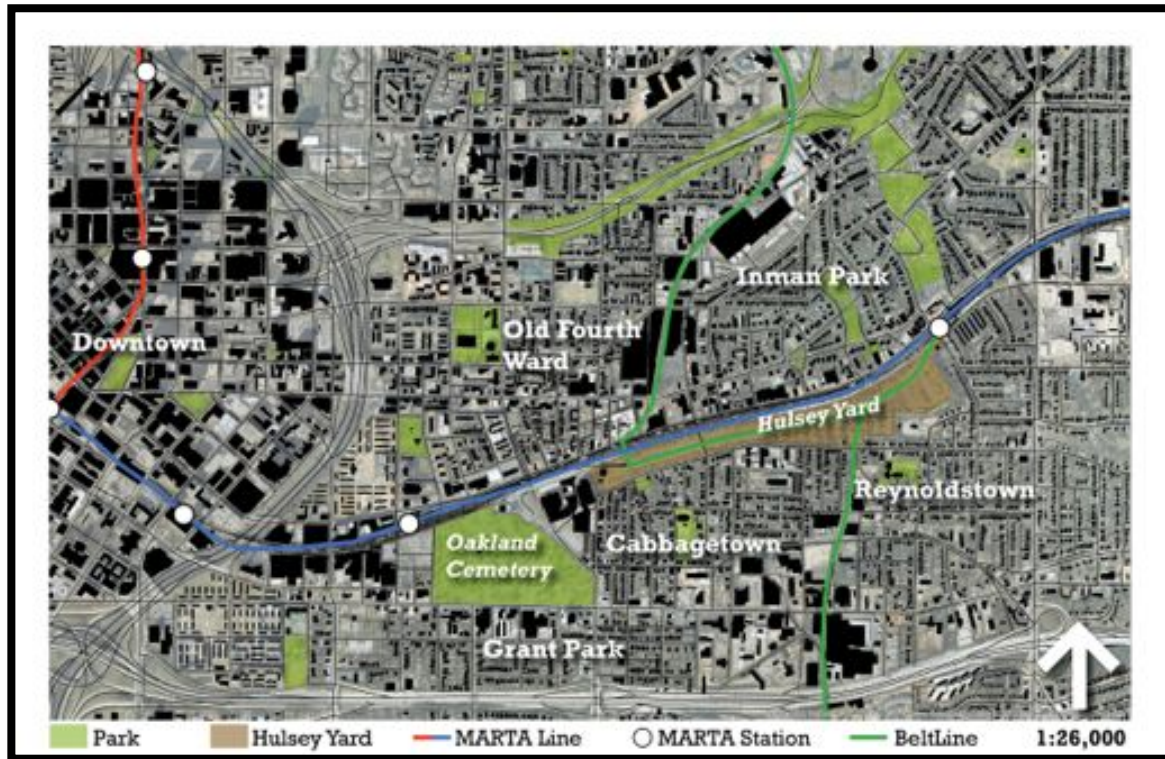 Inman Park
Old Fourth
Ward
Downtown
Hulsey Yard
Reynoldstown
Oakland
Cemetery
Cabbagetown
Grant Park
Park
Hulsey Yard
MARTA Line
MARTA Station
BeltLine
1:26,000